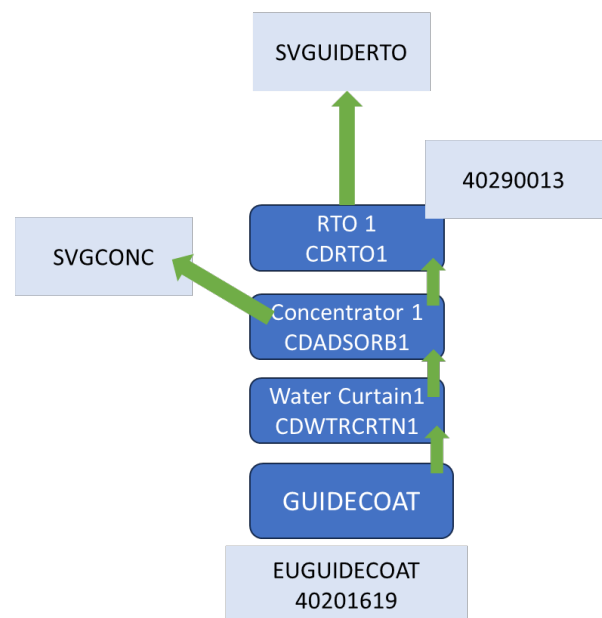 SVGUIDERTO
40290013
RTO 1
CDRTO1
SVGCONC
Concentrator 1
CDADSORB1
Water Curtain1
CDWTRCRTN1
GUIDECOAT
EUGUIDECOAT
40201619